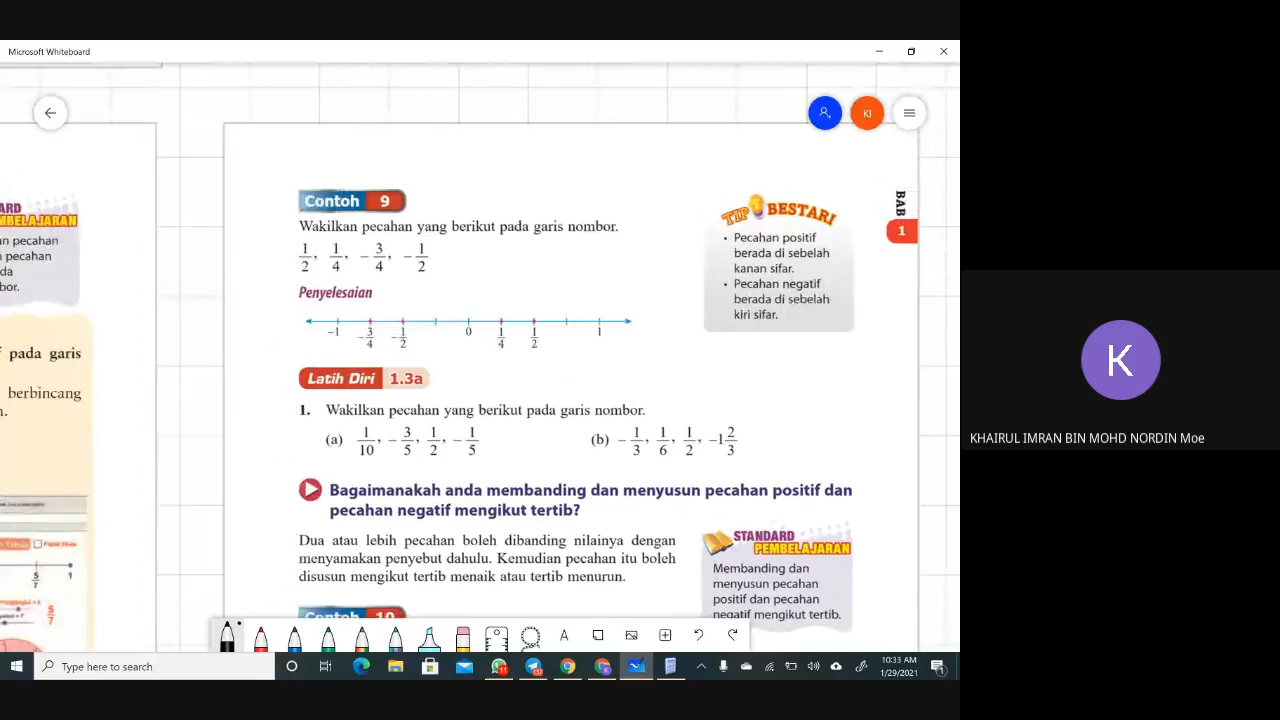 Microsoft Whiteboard
KI
ARD
EMBELAJARAN
an pecahan
n pecahan
da
bor.
f pada garis
berbincang
n.
5
7
1
Contoh 9
Wakilkan pecahan yang berikut pada garis nombor.
1/2, 1/4, -3/4, -1/2
Penyelesaian
-1 -3/4 -1/2 0 1/4 1/2 1
TIP BESTARI
• Pecahan positif
berada di sebelah
kanan sifar.
• Pecahan negatif
berada di sebelah
kiri sifar.
BAB
1
Latih Diri 1.3a
1. Wakilkan pecahan yang berikut pada garis nombor.
(a) 1/10, -3/5, 1/2, -1/5 (b) -1/3, 1/6, 1/2, -1 2/3
Bagaimanakah anda membanding dan menyusun pecahan positif dan
pecahan negatif mengikut tertib?
Dua atau lebih pecahan boleh dibanding nilainya dengan
menyamakan penyebut dahulu. Kemudian pecahan itu boleh
disusun mengikut tertib menaik atau tertib menurun.
STANDARD
PEMBELAJARAN
Membanding dan
menyusun pecahan
positif dan pecahan
negatif mengikut tertib.
Contoh 10
K
KHAIRUL IMRAN BIN MOHD NORDIN Moe
Type here to search
10:33 AM
1/29/2021